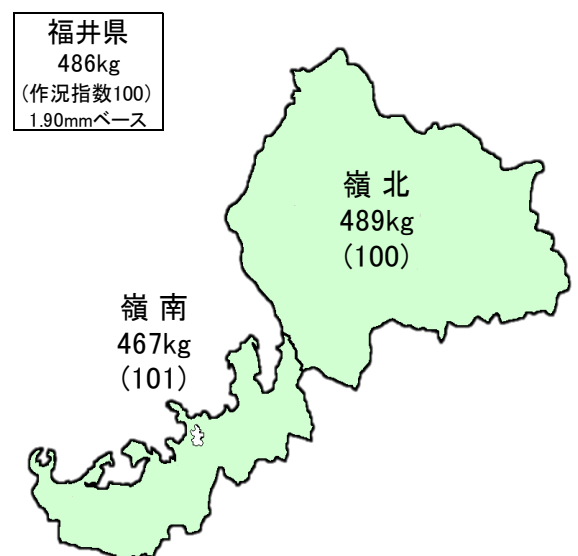 福井県
486kg
(作況指数100)
1.90mmベース
嶺 北
489kg
(100)
嶺 南
467kg
(101)